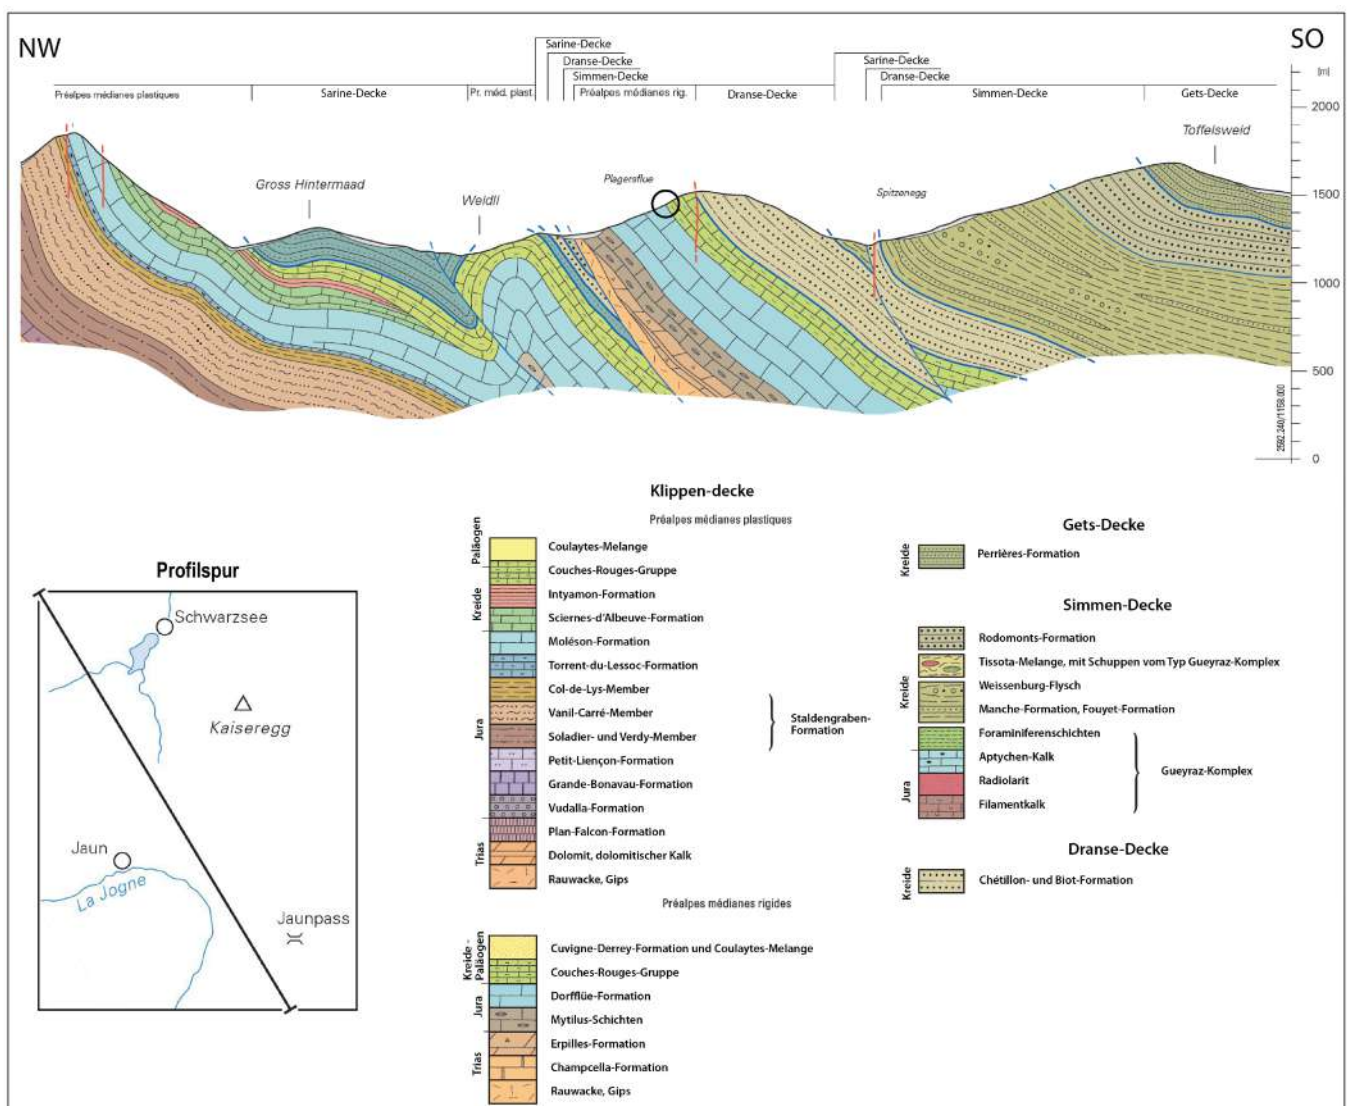 NW
SO
Sarine-Decke
Dranse-Decke
Simmen-Decke
Sarine-Decke
Dranse-Decke
Préalpes médianes plastiques
Sarine-Decke
Pr. méd. plast.
Préalpes médianes rig.
Dranse-Decke
Simmen-Decke
Gets-Decke
[m]
2000
1500
1000
500
0
2592.240/1158.000
Gross Hintermaad
Weidli
Plagersflue
Spitzenegg
Toffelsweid
Profilspur
Schwarzsee
Kaiseregg
Jaun
La Jogne
Jaunpass
Klippen-decke
Préalpes médianes plastiques
Paläogen
Kreide
Jura
Trias
Coulaytes-Melange
Couches-Rouges-Gruppe
Intyamon-Formation
Sciernes-d'Albeuve-Formation
Moléson-Formation
Torrent-du-Lessoc-Formation
Col-de-Lys-Member
Vanil-Carré-Member
Soladier- und Verdy-Member
Staldengraben-
Formation
Petit-Liençon-Formation
Grande-Bonavau-Formation
Vudalla-Formation
Plan-Falcon-Formation
Dolomit, dolomitischer Kalk
Rauwacke, Gips
Préalpes médianes rigides
Kreide -
Paläogen
Jura
Trias
Cuvigne-Derrey-Formation und Coulaytes-Melange
Couches-Rouges-Gruppe
Dorfflüe-Formation
Mytilus-Schichten
Erpilles-Formation
Champcella-Formation
Rauwacke, Gips
Gets-Decke
Kreide
Perrières-Formation
Simmen-Decke
Kreide
Jura
Rodomonts-Formation
Tissota-Melange, mit Schuppen vom Typ Gueyraz-Komplex
Weissenburg-Flysch
Manche-Formation, Fouyet-Formation
Foraminiferenschichten
Aptychen-Kalk
Radiolarit
Filamentkalk
Gueyraz-Komplex
Dranse-Decke
Kreide
Chétillon- und Biot-Formation